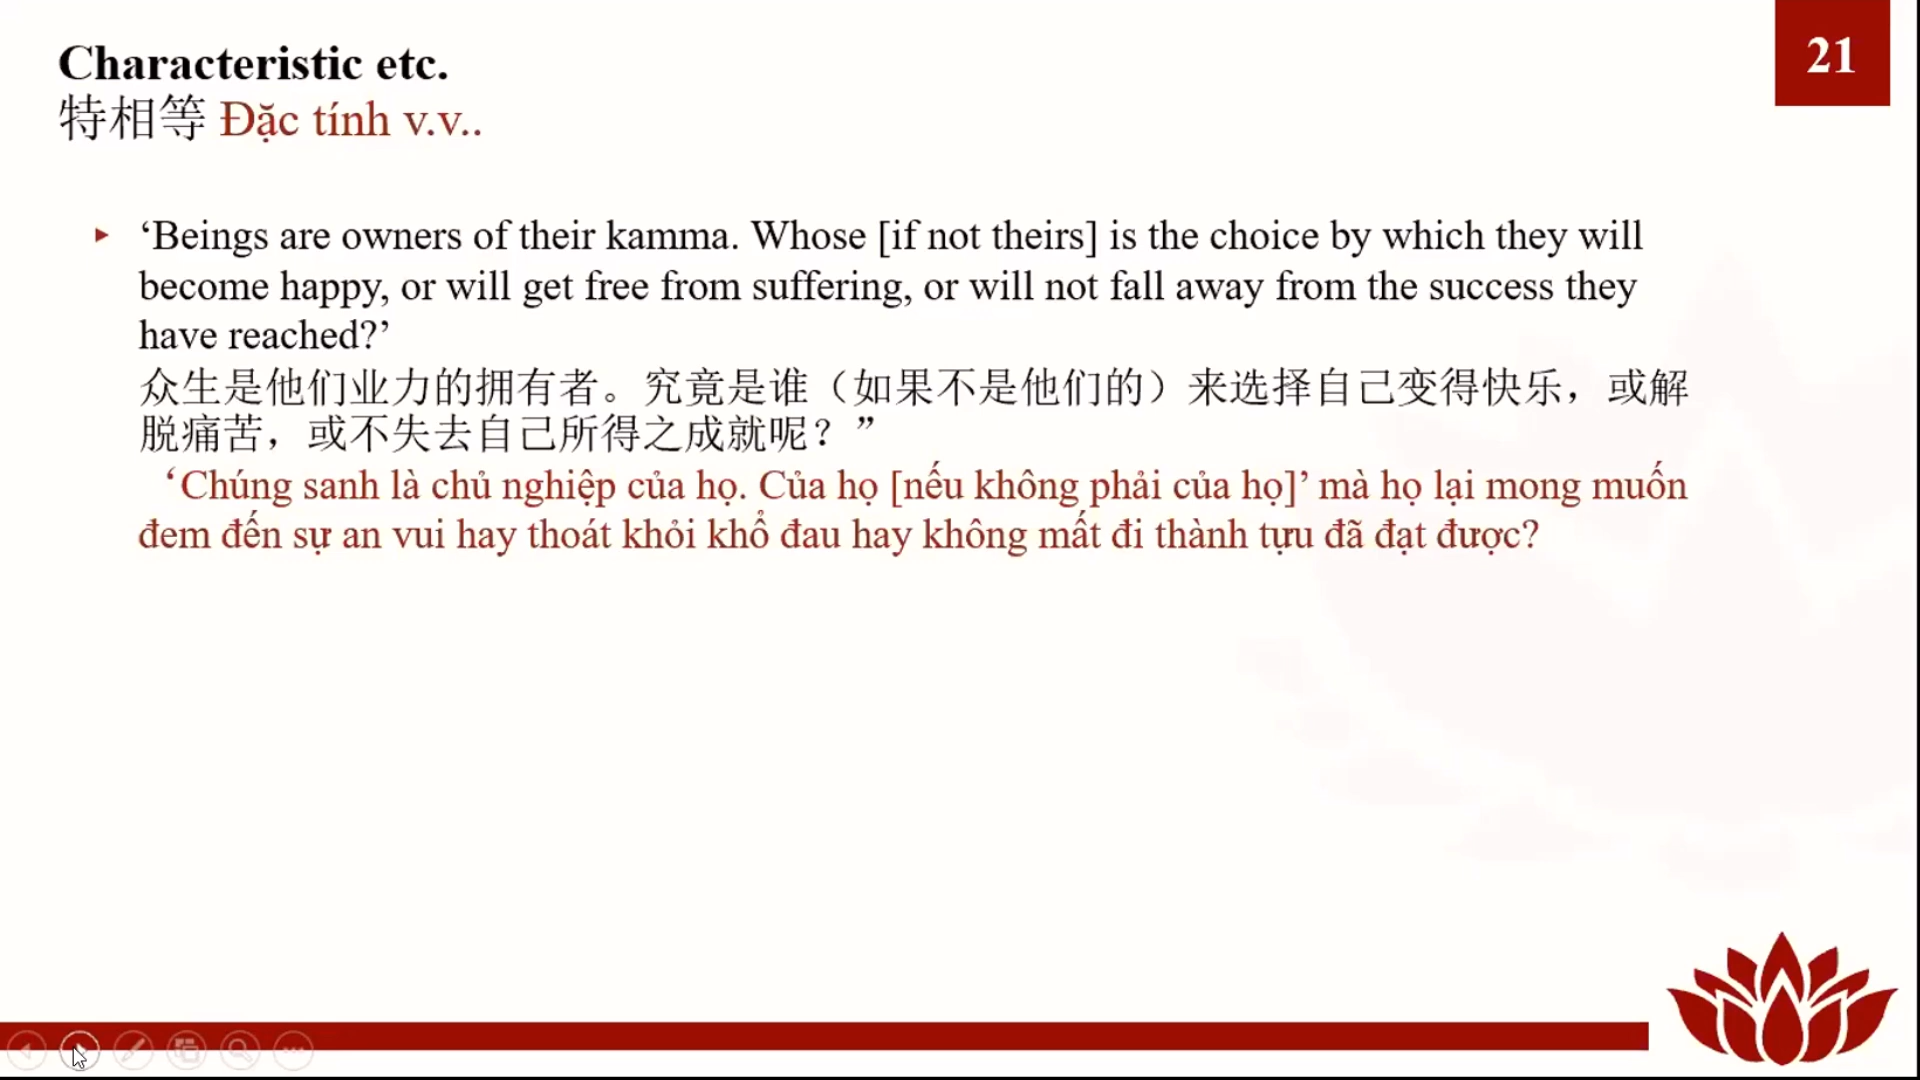 Characteristic etc.
特相等 Đặc tính v.v..
21
‘Beings are owners of their kamma. Whose [if not theirs] is the choice by which they will
become happy, or will get free from suffering, or will not fall away from the success they
have reached?’
众生是他们业力的拥有者。究竟是谁（如果不是他们的）来选择自己变得快乐，或解
脱痛苦，或不失去自己所得之成就呢？”
‘Chúng sanh là chủ nghiệp của họ. Của họ [nếu không phải của họ]’ mà họ lại mong muốn
đem đến sự an vui hay thoát khỏi khổ đau hay không mất đi thành tựu đã đạt được?